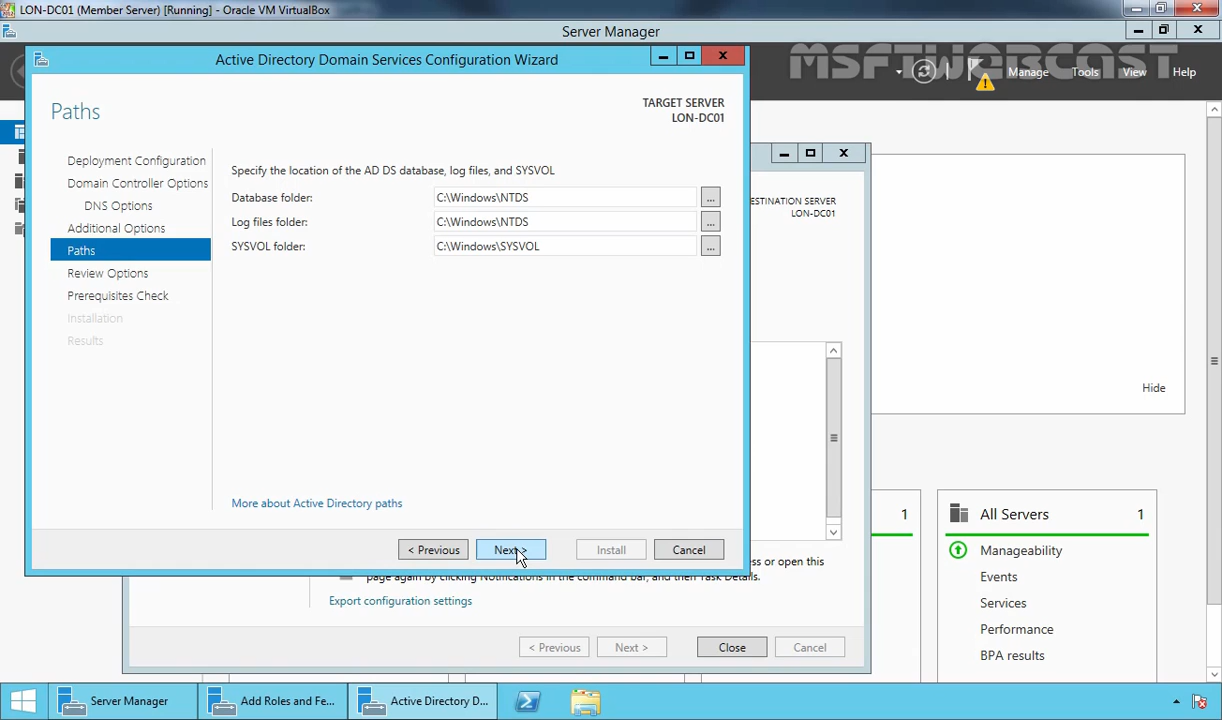 LON-DC01 (Member Server) [Running] - Oracle VM VirtualBox
Server Manager
MSFTWEBCAST
Manage
Tools
View
Help
Active Directory Domain Services Configuration Wizard
Paths
TARGET SERVER
LON-DC01
Deployment Configuration
Domain Controller Options
DNS Options
Additional Options
Paths
Review Options
Prerequisites Check
Installation
Results
Specify the location of the AD DS database, log files, and SYSVOL
Database folder:
C:\Windows\NTDS
...
Log files folder:
C:\Windows\NTDS
...
SYSVOL folder:
C:\Windows\SYSVOL
...
More about Active Directory paths
< Previous
Next >
Install
Cancel
ESTINATION SERVER
LON-DC01
Hide
1
All Servers
1
Manageability
Events
Services
Performance
BPA results
ess or open this
page again by clicking Notifications in the command bar, and then Task Details.
Export configuration settings
< Previous
Next >
Close
Cancel
Server Manager
Add Roles and Fe...
Active Directory D...